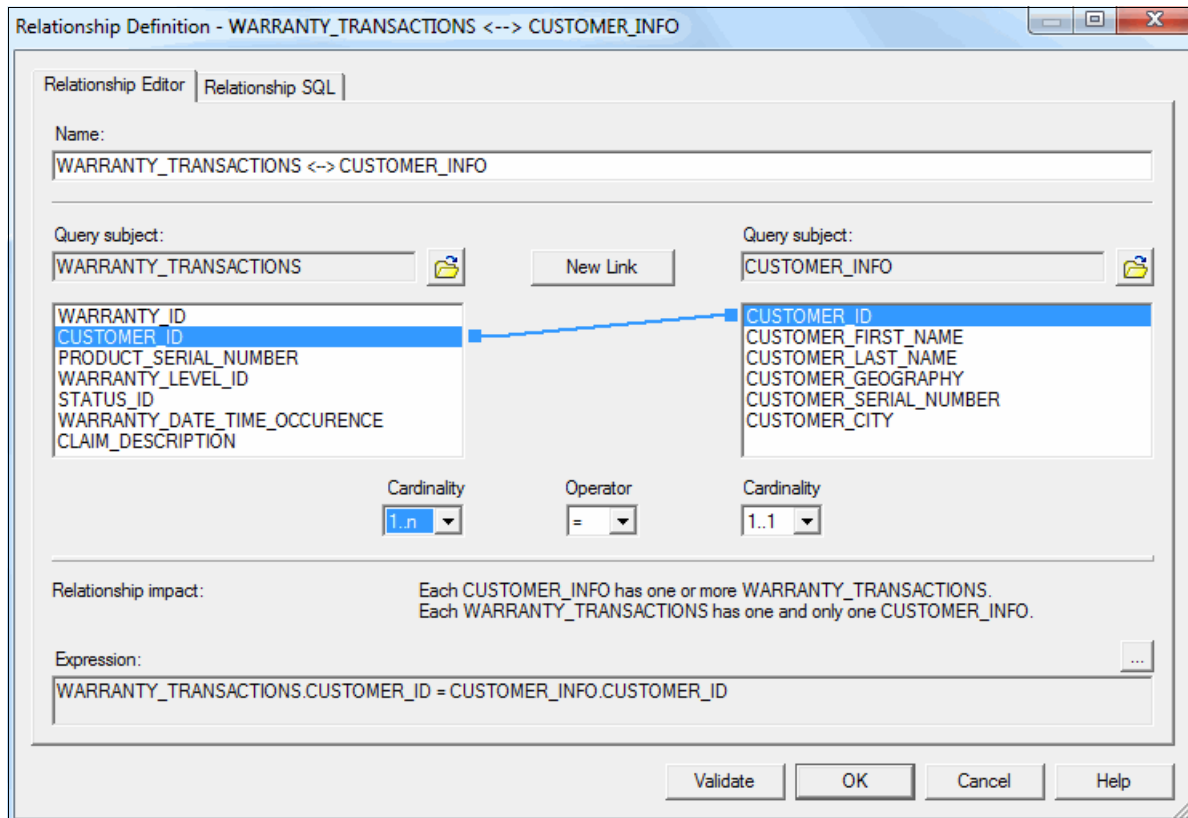 Relationship Definition - WARRANTY_TRANSACTIONS <--> CUSTOMER_INFO
Relationship Editor
Relationship SQL
Name:
WARRANTY_TRANSACTIONS <--> CUSTOMER_INFO
Query subject:
Query subject:
WARRANTY_TRANSACTIONS
New Link
CUSTOMER_INFO
WARRANTY_ID
CUSTOMER_ID
PRODUCT_SERIAL_NUMBER
WARRANTY_LEVEL_ID
STATUS_ID
WARRANTY_DATE_TIME_OCCURENCE
CLAIM_DESCRIPTION
CUSTOMER_ID
CUSTOMER_FIRST_NAME
CUSTOMER_LAST_NAME
CUSTOMER_GEOGRAPHY
CUSTOMER_SERIAL_NUMBER
CUSTOMER_CITY
Cardinality
Operator
Cardinality
1..n
=
1..1
Relationship impact:
Each CUSTOMER_INFO has one or more WARRANTY_TRANSACTIONS.
Each WARRANTY_TRANSACTIONS has one and only one CUSTOMER_INFO.
Expression:
...
WARRANTY_TRANSACTIONS.CUSTOMER_ID = CUSTOMER_INFO.CUSTOMER_ID
Validate
OK
Cancel
Help